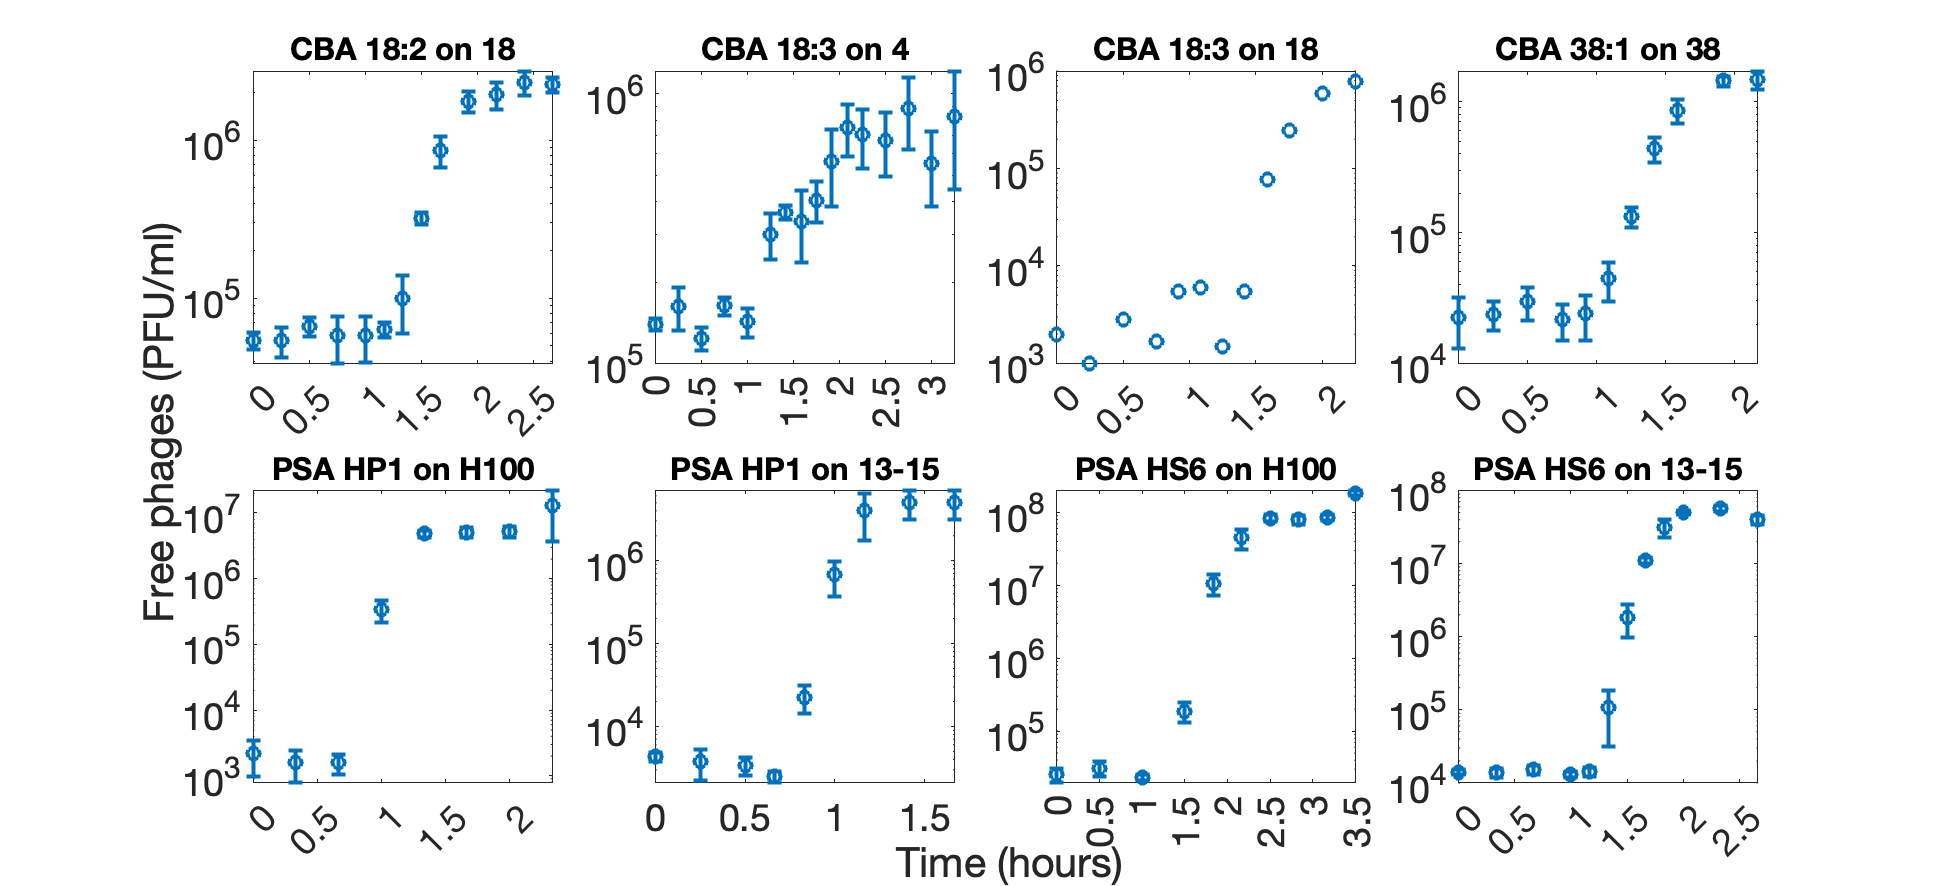 CBA 18:2 on 18
CBA 18:3 on 4
CBA 18:3 on 18
CBA 38:1 on 38
Free phages (PFU/ml)
10^6
10^5
0 0.5 1 1.5 2 2.5
10^6
10^5
0 0.5 1 1.5 2 2.5 3
10^6
10^5
10^4
10^3
0 0.5 1 1.5 2
10^6
10^5
10^4
0 0.5 1 1.5 2
PSA HP1 on H100
PSA HP1 on 13-15
PSA HS6 on H100
PSA HS6 on 13-15
10^7
10^6
10^5
10^4
10^3
0 0.5 1 1.5 2
10^6
10^5
10^4
0 0.5 1 1.5
10^8
10^7
10^6
10^5
0 0.5 1 1.5 2 2.5 3 3.5
10^8
10^7
10^6
10^5
10^4
0 0.5 1 1.5 2 2.5
Time (hours)